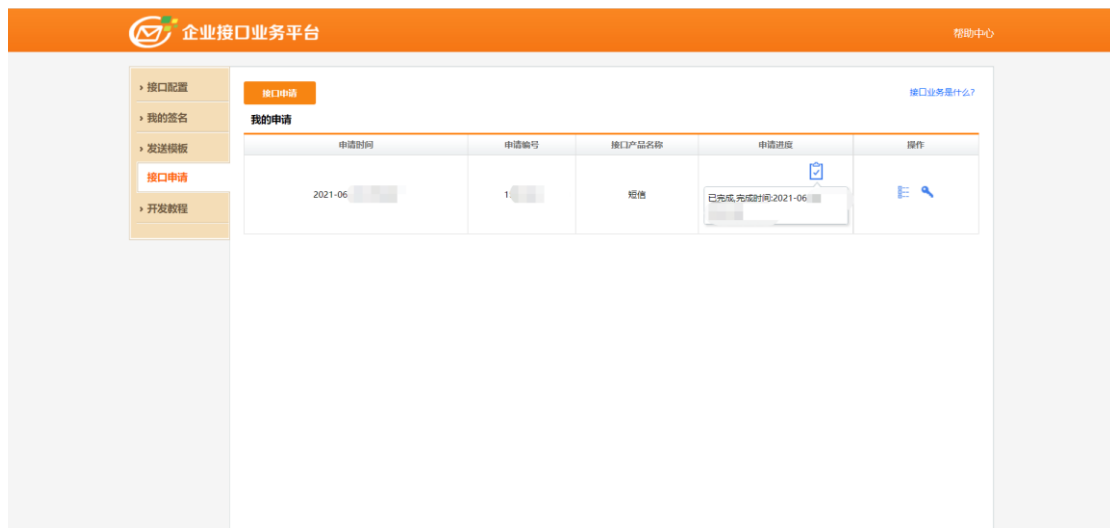 企业接口业务平台
帮助中心
接口配置
我的签名
发送模板
接口申请
开发教程
接口申请
接口业务是什么?
我的申请
申请时间 申请编号 接口产品名称 申请进度 操作
2021-06 1 短信 已完成,完成时间:2021-06